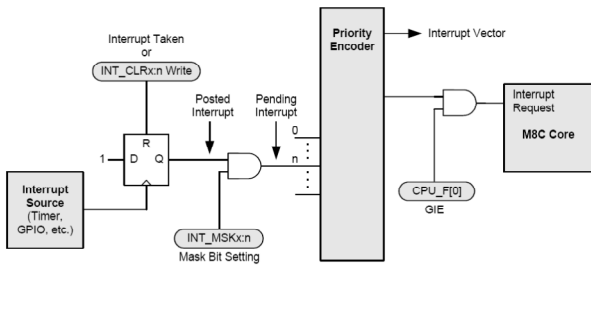 Interrupt Taken
or
INT_CLRx:n Write
Priority
Encoder
Interrupt Vector
Interrupt
Request
M8C Core
Posted
Interrupt
Pending
Interrupt
R
1
D
Q
0
n
Interrupt
Source
(Timer,
GPIO, etc.)
INT_MSKx:n
Mask Bit Setting
CPU_F[0]
GIE